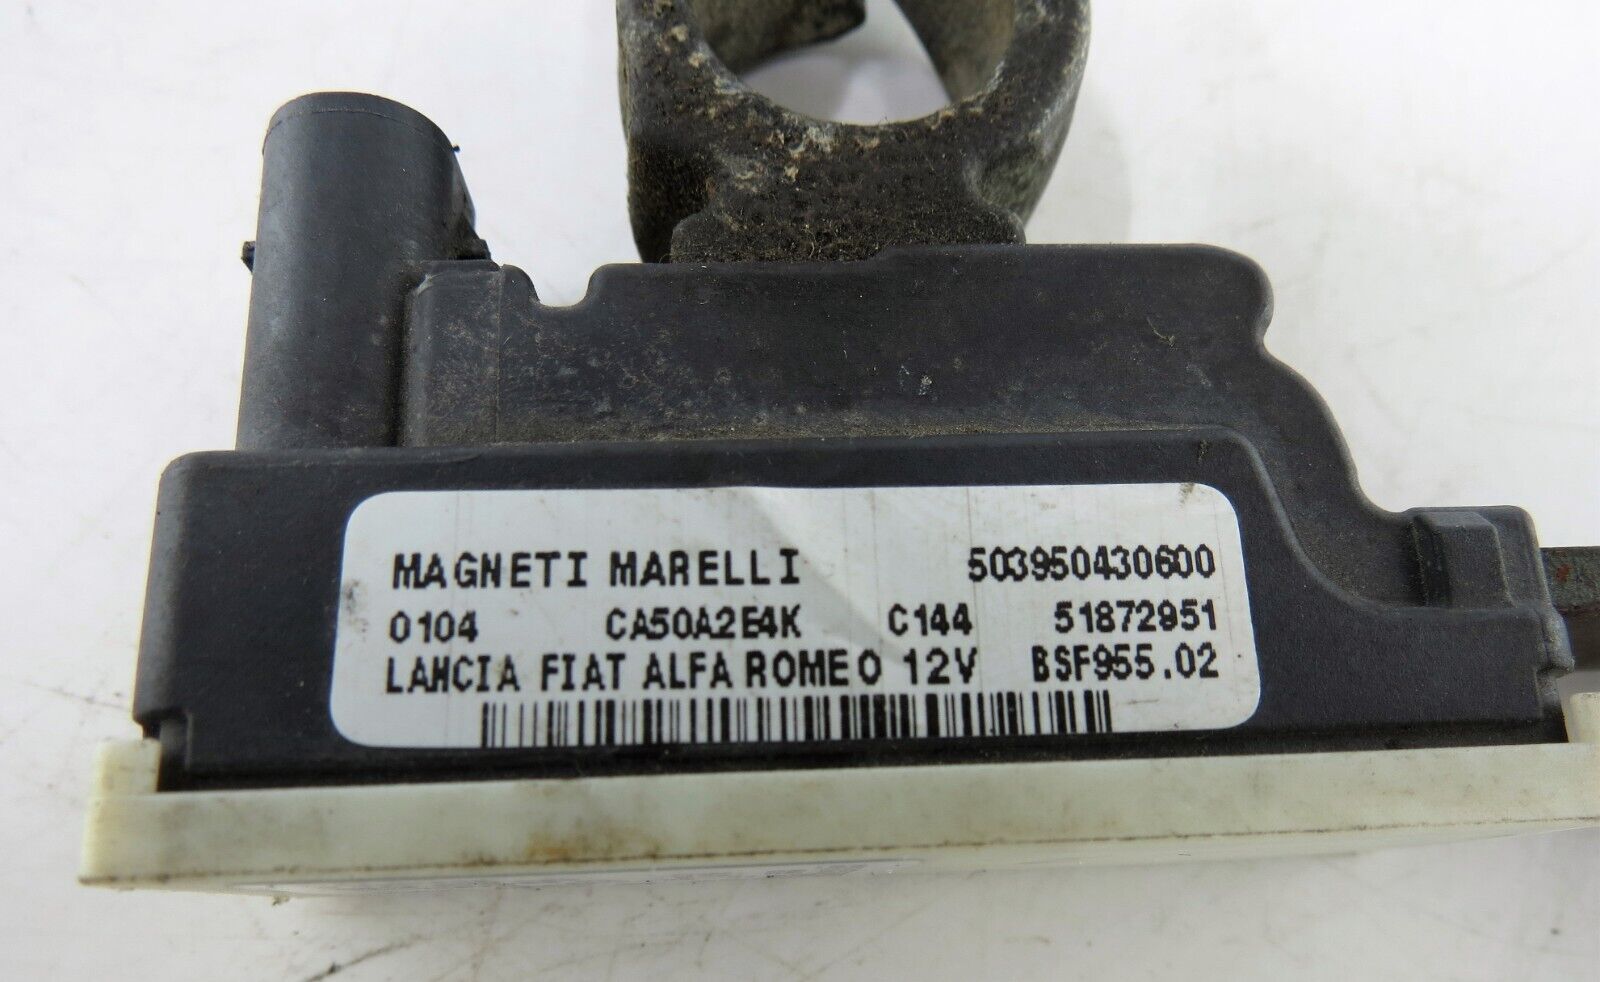 MAGNETI MARELLI 503950430600
0104 CA50A2E4K C144 51872951
LANCIA FIAT ALFA ROMEO 12V BSF955.02